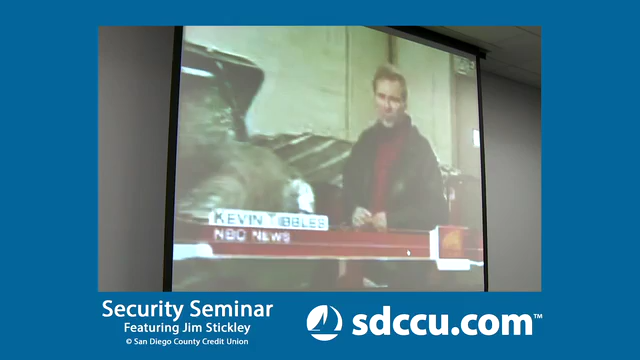 KEVIN TIBBLES
NBC NEWS
Security Seminar
Featuring Jim Stickley
© San Diego County Credit Union
sdccu.com™